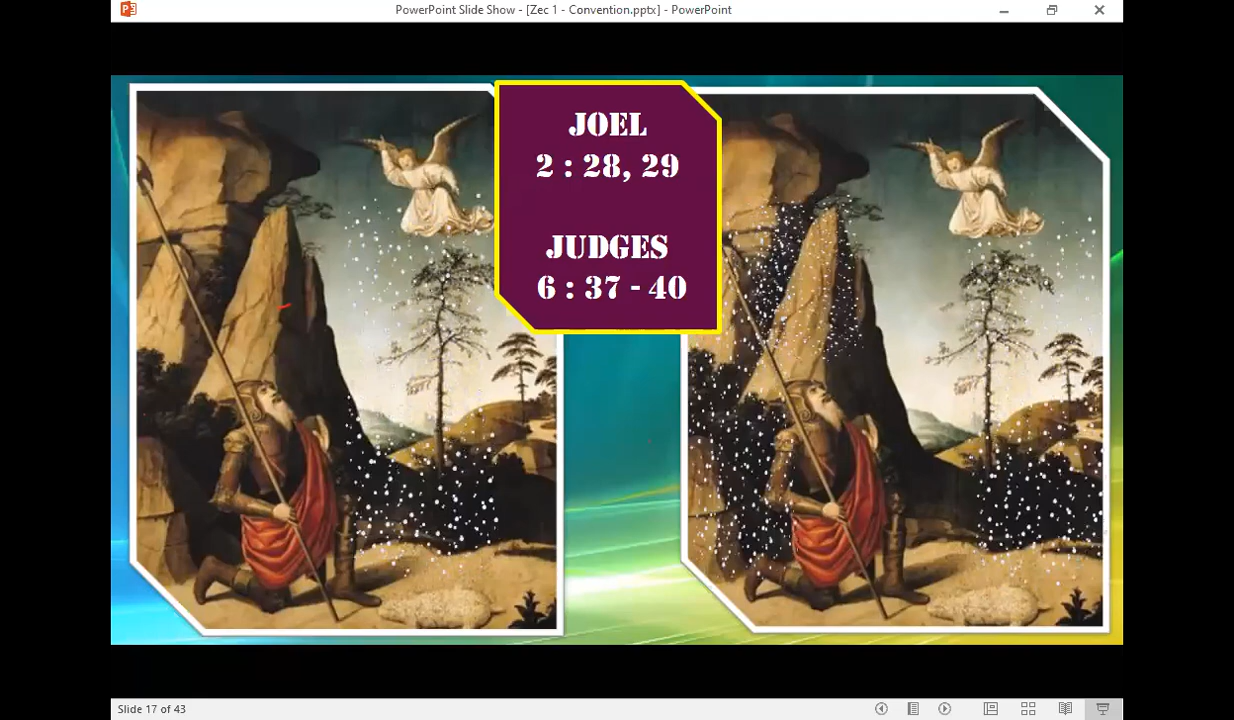 PowerPoint Slide Show - [Zec 1 - Convention.pptx] - PowerPoint
JOEL
2 : 28, 29
JUDGES
6 : 37 - 40
Slide 17 of 43